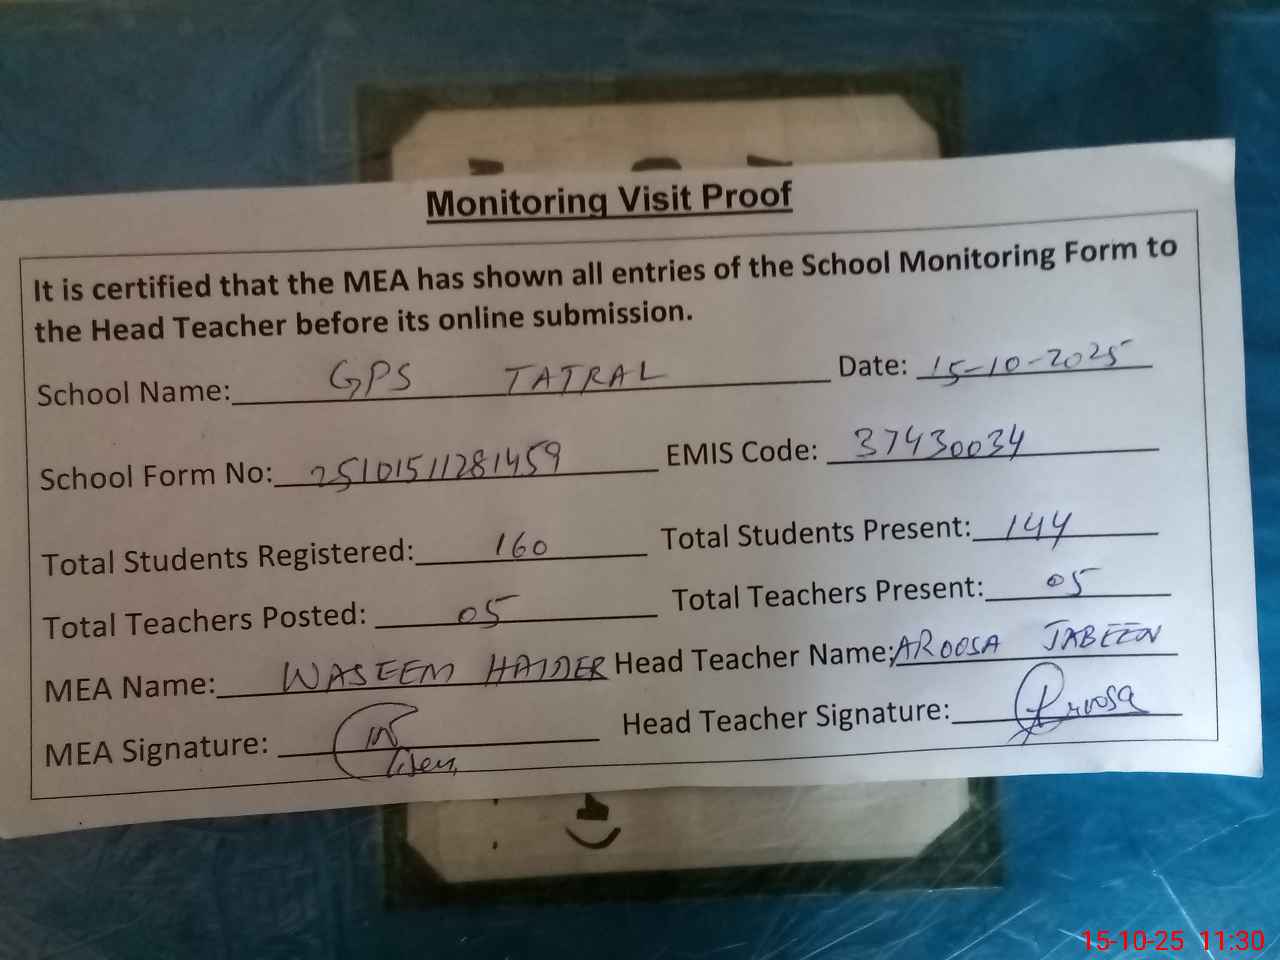 Monitoring Visit Proof
It is certified that the MEA has shown all entries of the School Monitoring Form to
the Head Teacher before its online submission.
School Name: GPS TATRAL Date: 15-10-2025
School Form No: 25101511281459 EMIS Code: 37430034
Total Students Registered: 160 Total Students Present: 144
Total Teachers Posted: 05 Total Teachers Present: 05
MEA Name: WASEEM HAIDER Head Teacher Name: AROOSA JABEEN
MEA Signature: Head Teacher Signature: Aroosa
15-10-25 11:30